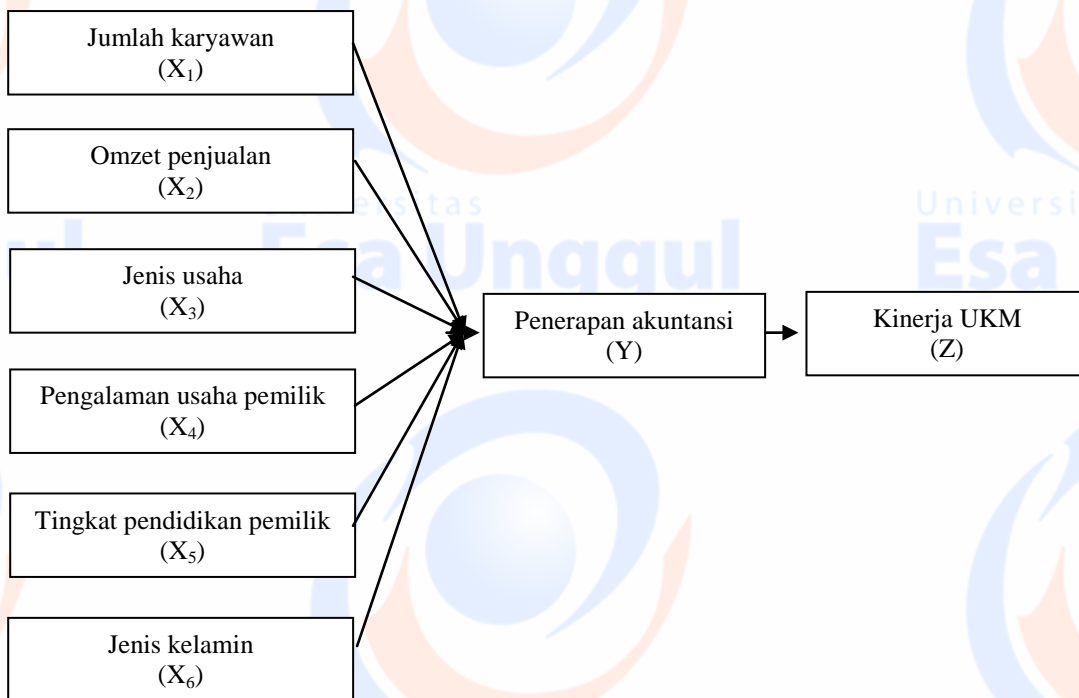 Jumlah karyawan
(X₁)
Omzet penjualan
(X₂)
Jenis usaha
(X₃)
Pengalaman usaha pemilik
(X₄)
Tingkat pendidikan pemilik
(X₅)
Jenis kelamin
(X₆)
Penerapan akuntansi
(Y)
Kinerja UKM
(Z)
Esa Unggul
Esa